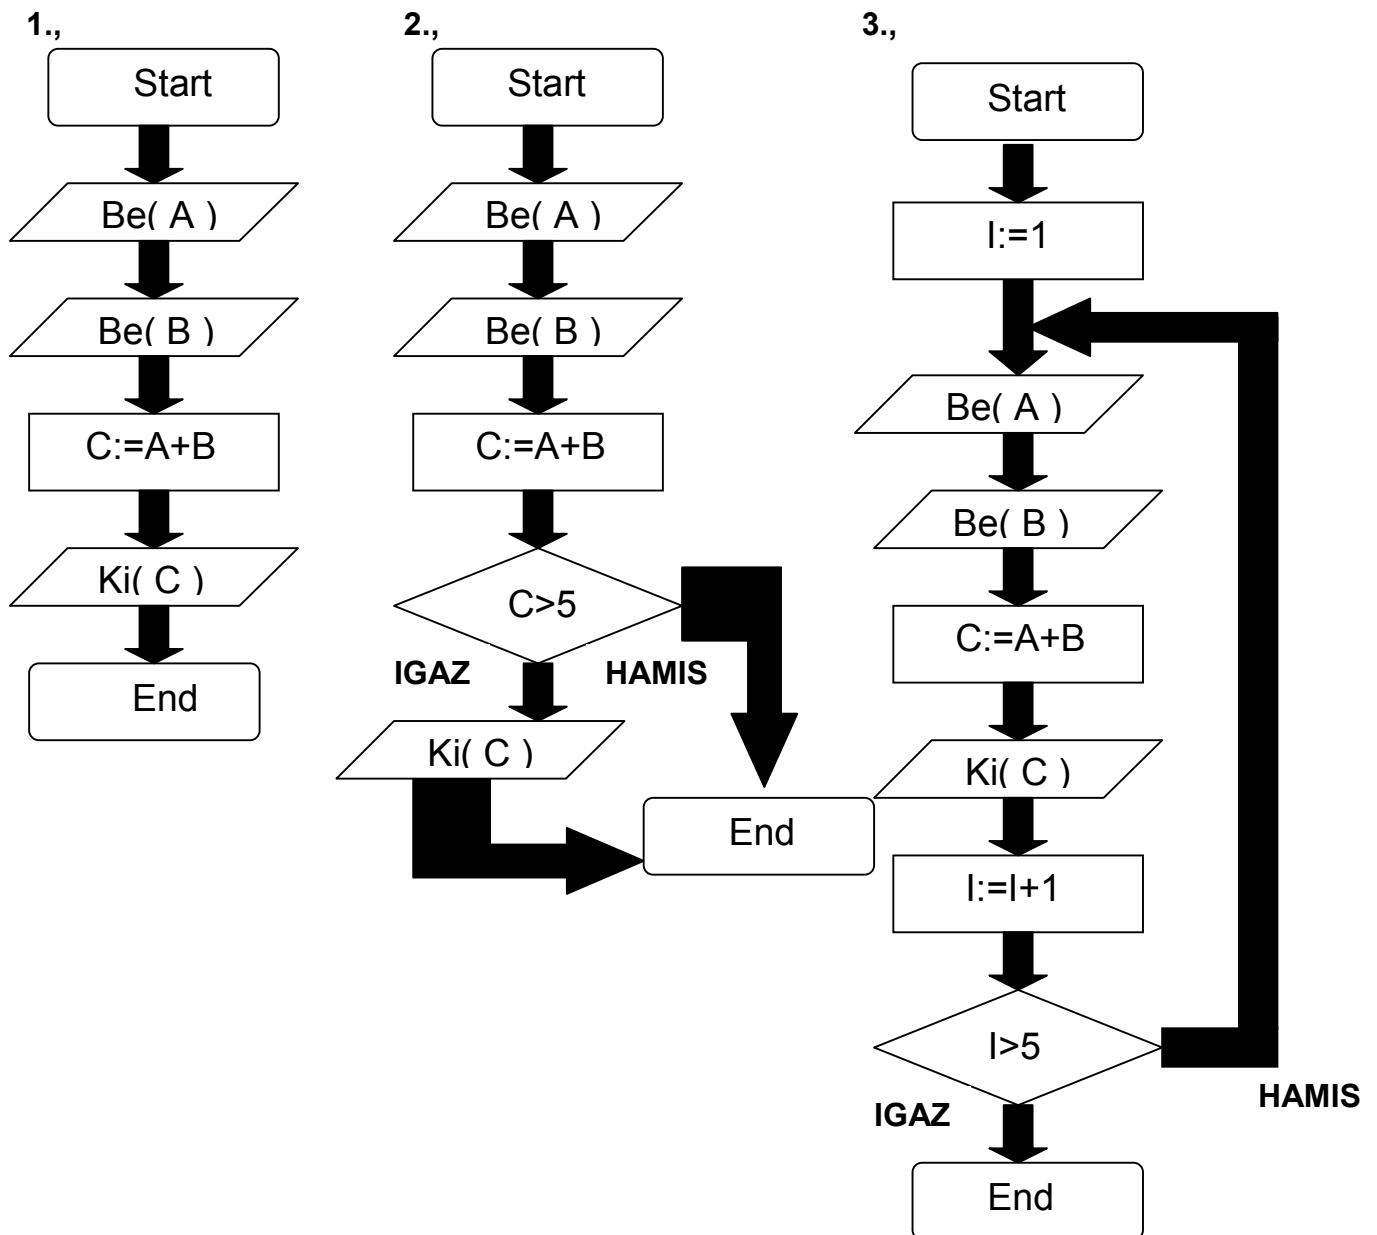 1.,
Start
Be( A )
Be( B )
C:=A+B
Ki( C )
End
2.,
Start
Be( A )
Be( B )
C:=A+B
C>5
IGAZ
HAMIS
Ki( C )
End
3.,
Start
I:=1
Be( A )
Be( B )
C:=A+B
Ki( C )
I:=I+1
I>5
HAMIS
IGAZ
End